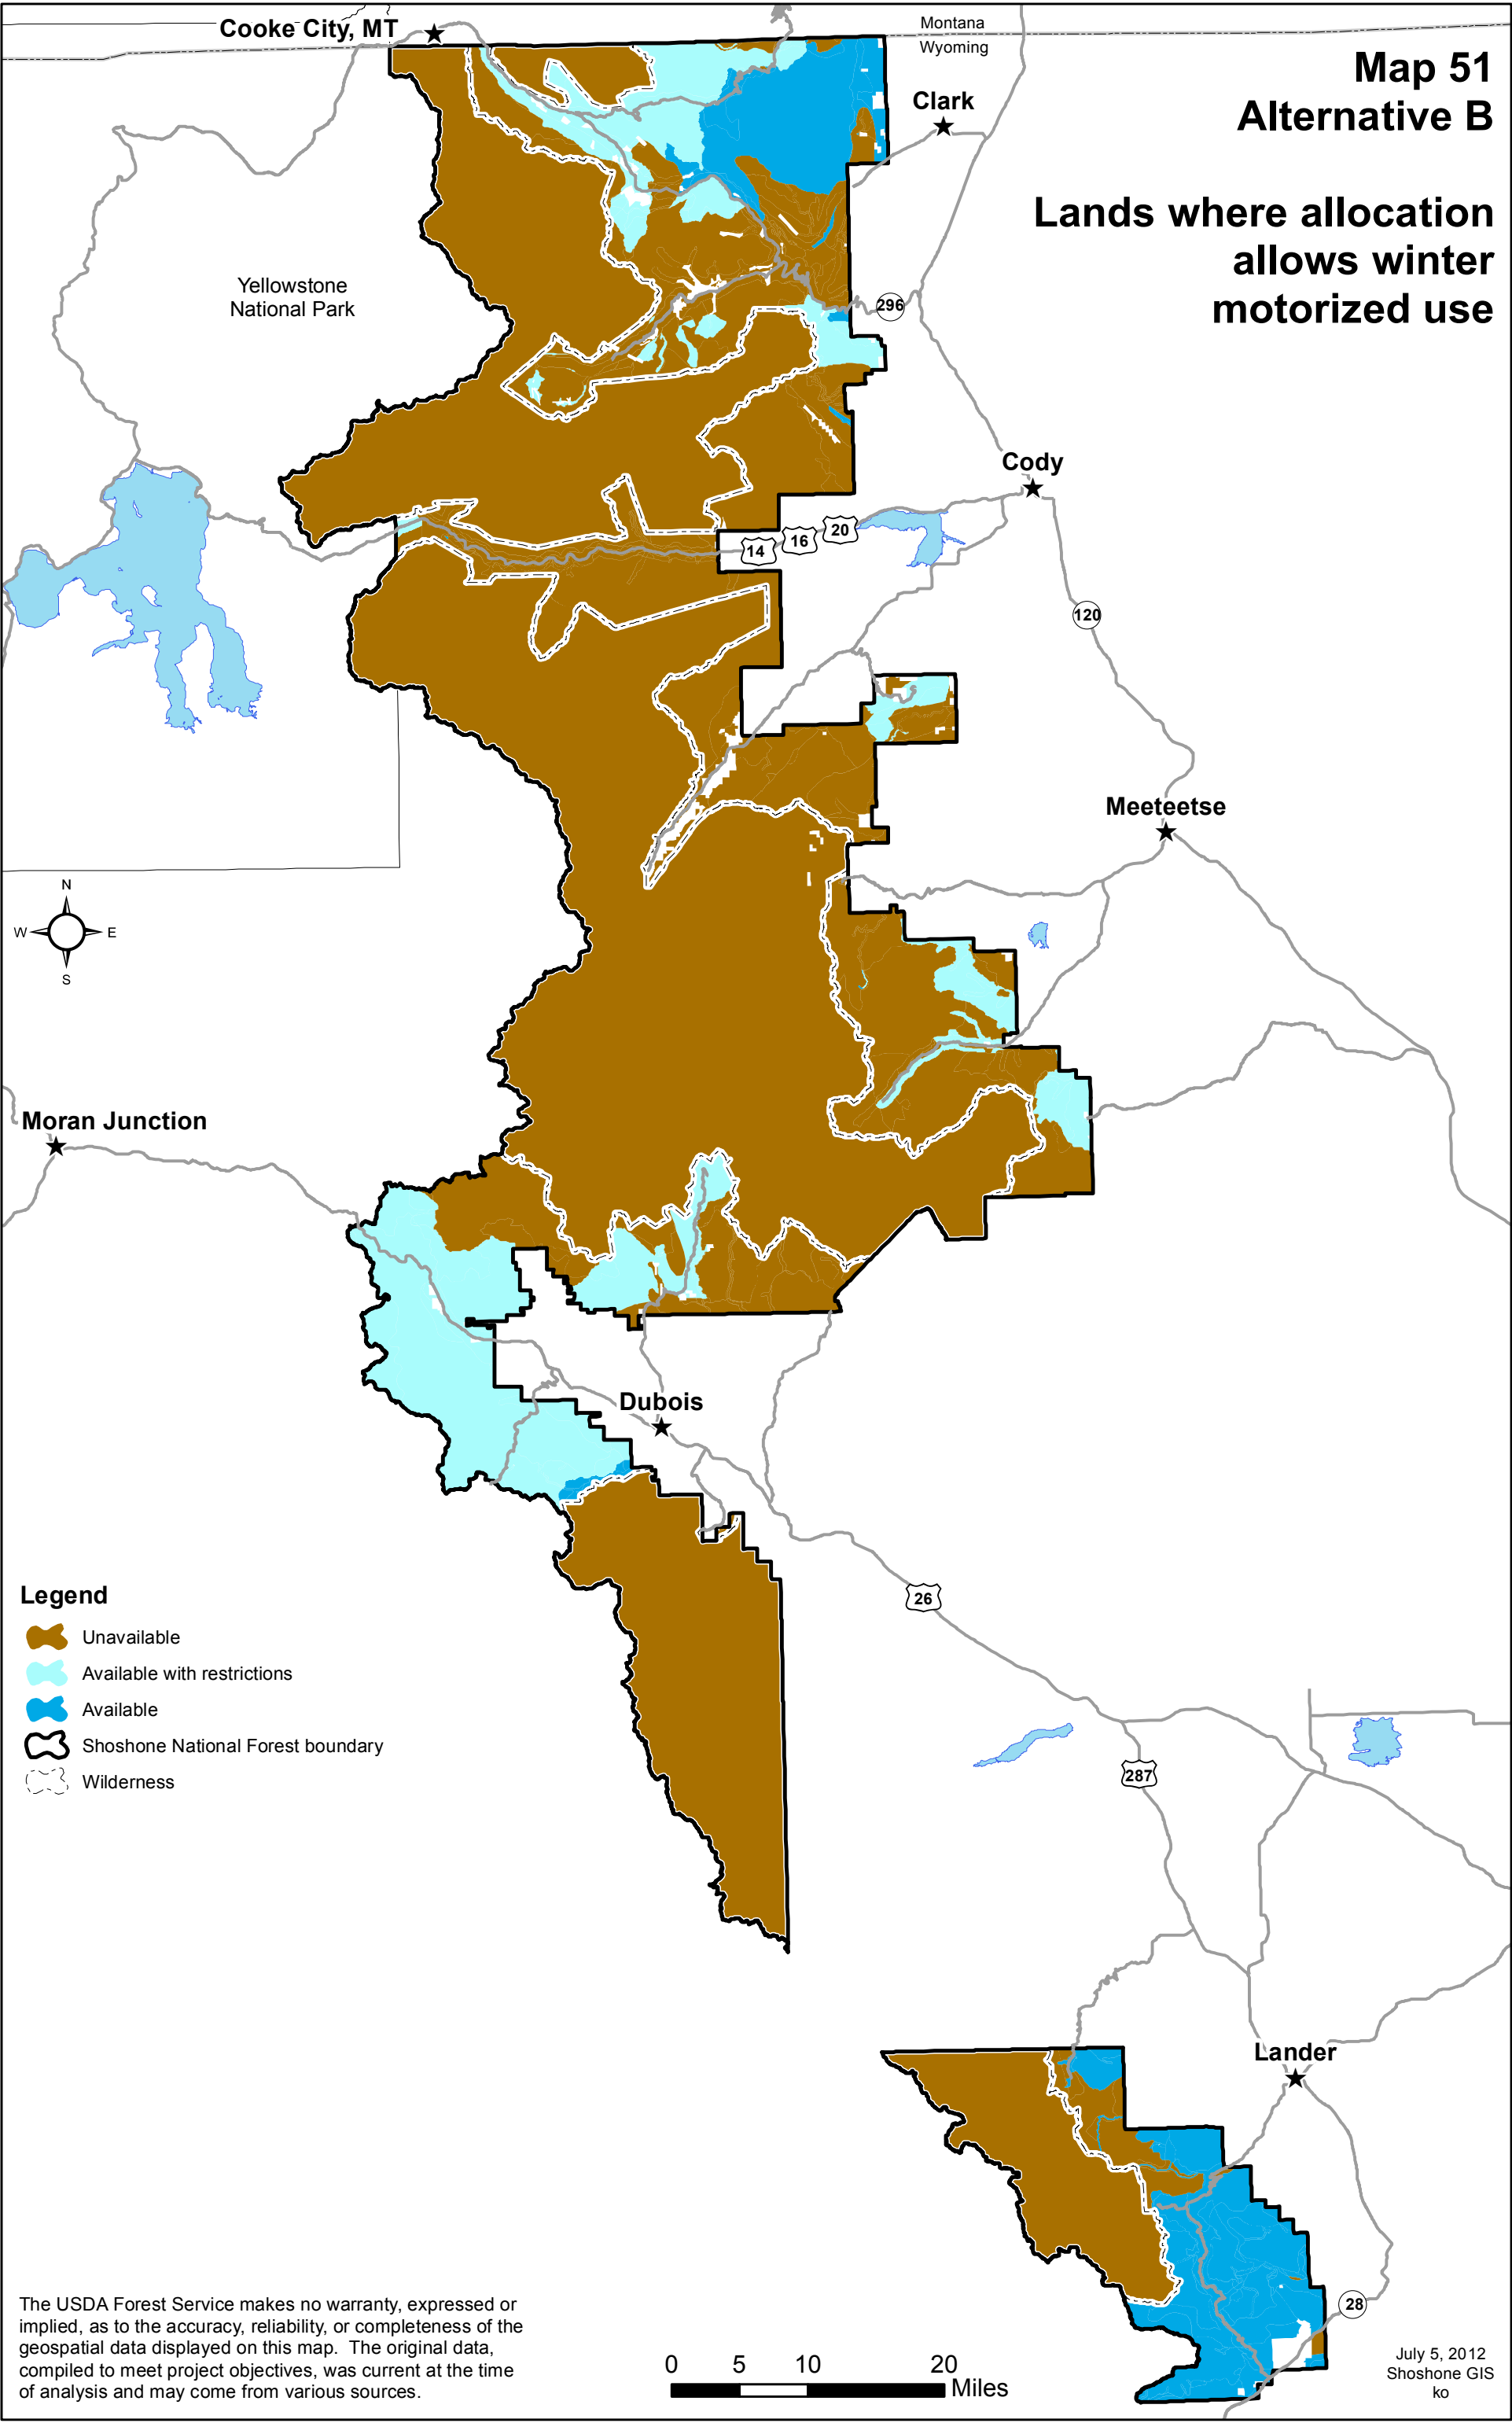 Cooke City, MT
Montana
Wyoming
Map 51
Alternative B
Clark
Lands where allocation
allows winter
motorized use
Yellowstone
National Park
296
Cody
14
16
20
120
Meeteetse
N
W
E
S
Moran Junction
Dubois
26
Legend
Unavailable
Available with restrictions
Available
Shoshone National Forest boundary
Wilderness
287
Lander
28
The USDA Forest Service makes no warranty, expressed or
implied, as to the accuracy, reliability, or completeness of the
geospatial data displayed on this map. The original data,
compiled to meet project objectives, was current at the time
of analysis and may come from various sources.
0 5 10 20
Miles
July 5, 2012
Shoshone GIS
ko